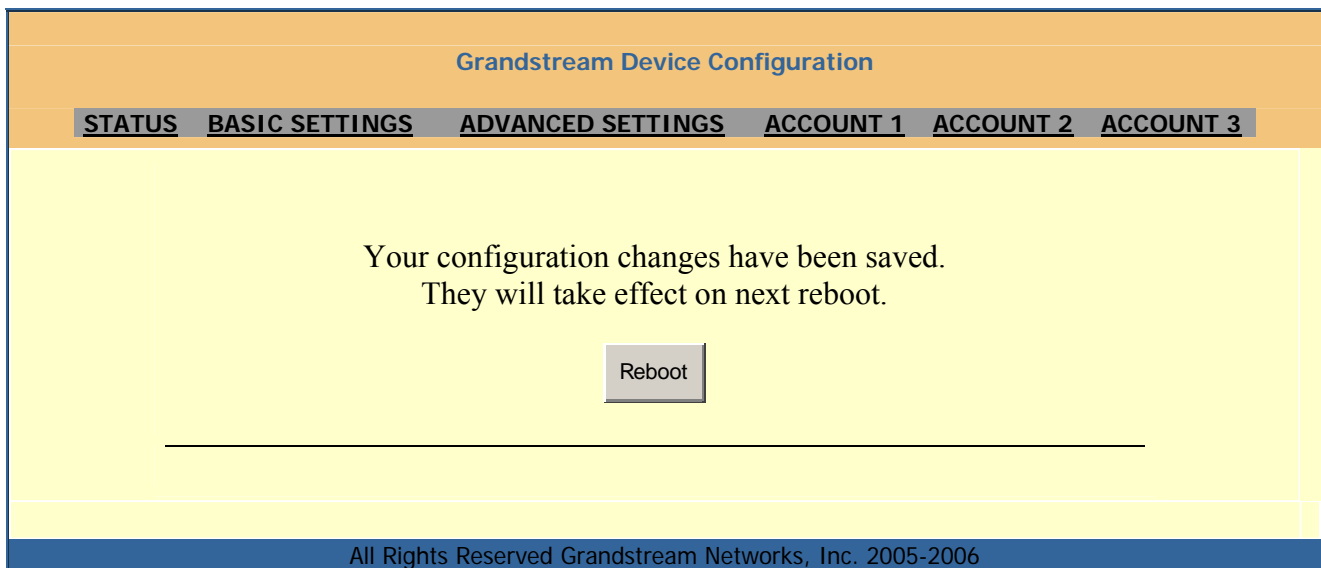 Grandstream Device Configuration
STATUS BASIC SETTINGS ADVANCED SETTINGS ACCOUNT 1 ACCOUNT 2 ACCOUNT 3
Your configuration changes have been saved.
They will take effect on next reboot.
Reboot
All Rights Reserved Grandstream Networks, Inc. 2005-2006